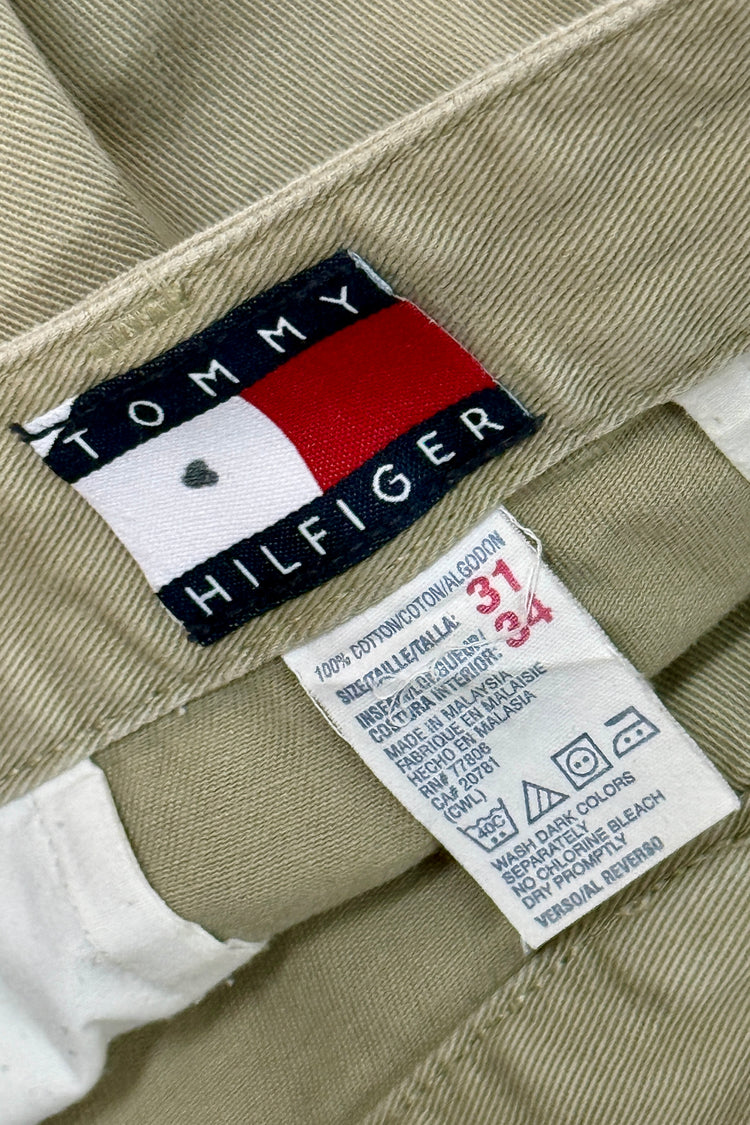 TOMMY
HILFIGER
100% COTTON/COTON/ALGODON
SIZE/TAILLE/TALLA: 31
34
COUTURA INTERIOR:
MADE IN MALAYSIA
FABRIQUE EN MALAISIE
HECHO EN MALASIA
RN# 77806
CA# 20781
(CWL)
40C
WASH DARK COLORS
SEPARATELY
NO CHLORINE BLEACH
DRY PROMPTLY
VERSO/AL REVERSO